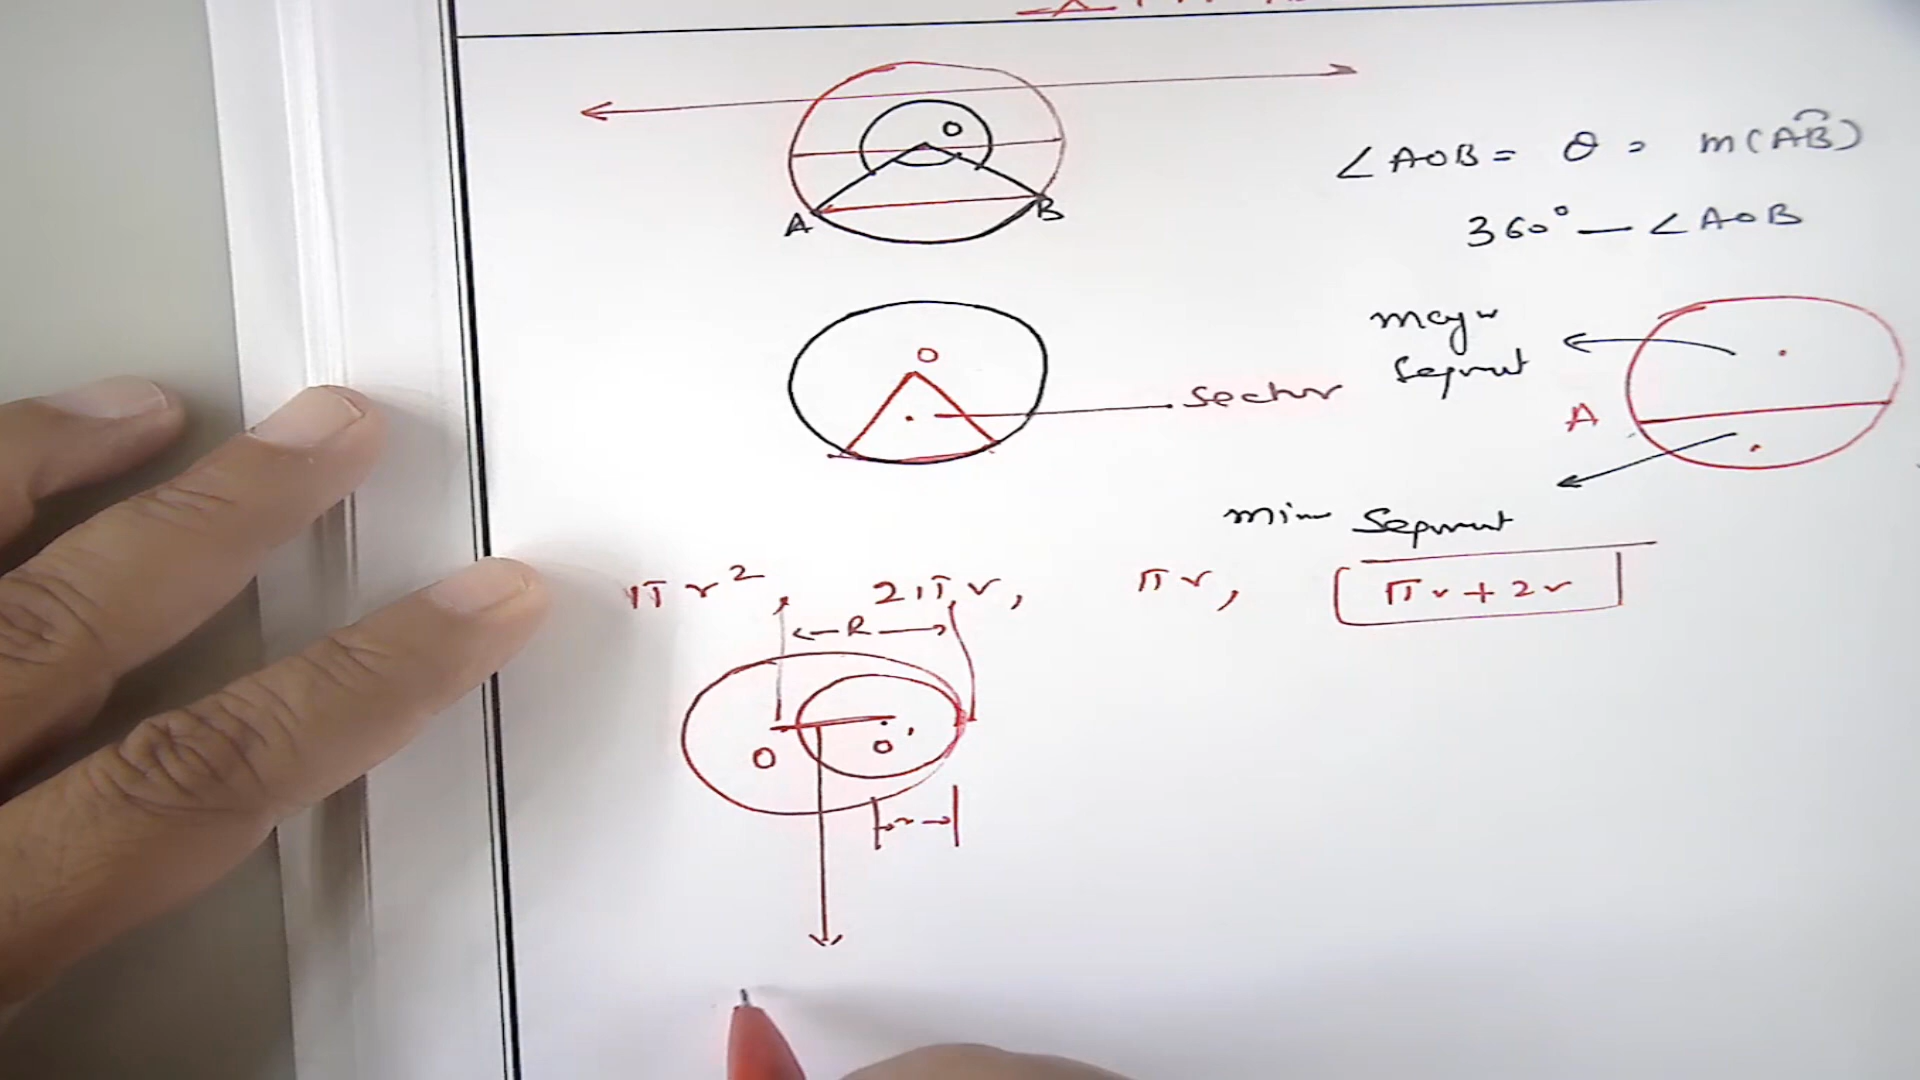 O
∠AOB = θ = m(AB)
A B
360° — ∠AOB
major
segment
O
sector
A
minor segment
πr², 2πr, πr, πr + 2r
R
O O'
r